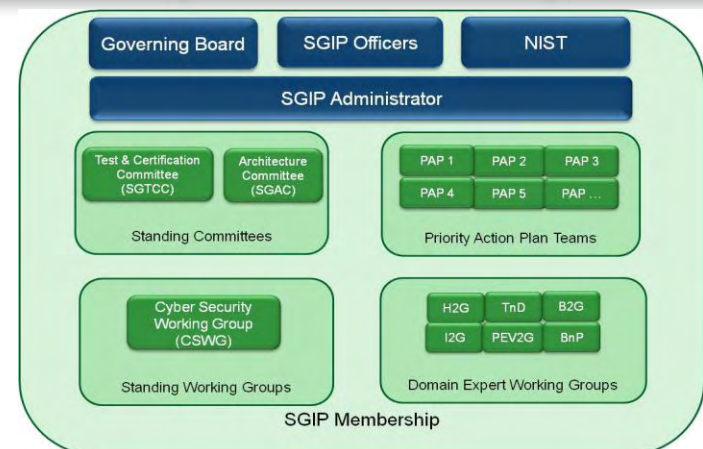 Governing Board
SGIP Officers
NIST
SGIP Administrator
Test & Certification
Committee
(SGTCC)
Architecture
Committee
(SGAC)
Standing Committees
PAP 1
PAP 2
PAP 3
PAP 4
PAP 5
PAP ...
Priority Action Plan Teams
Cyber Security
Working Group
(CSWG)
Standing Working Groups
H2G
TnD
B2G
I2G
PEV2G
BnP
Domain Expert Working Groups
SGIP Membership